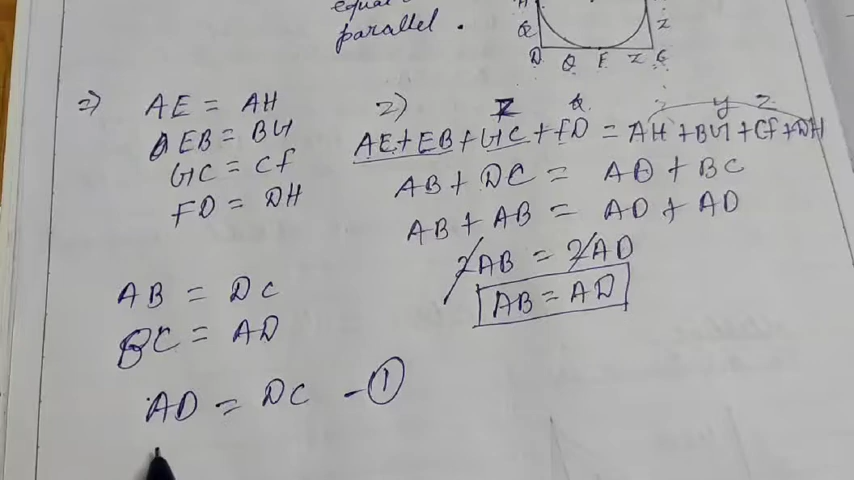 equal
parallel .
H
Q
Z
D Q F Z C
=> AE = AH
EB = BG
GC = CF
FD = DH
AB = DC
BC = AD
AD = DC - ①
2) Z Q y z
AE+EB+GC+FD = AH+BG+CF+DH
AB + DC = AD + BC
AB + AB = AD + AD
2AB = 2AD
AB = AD